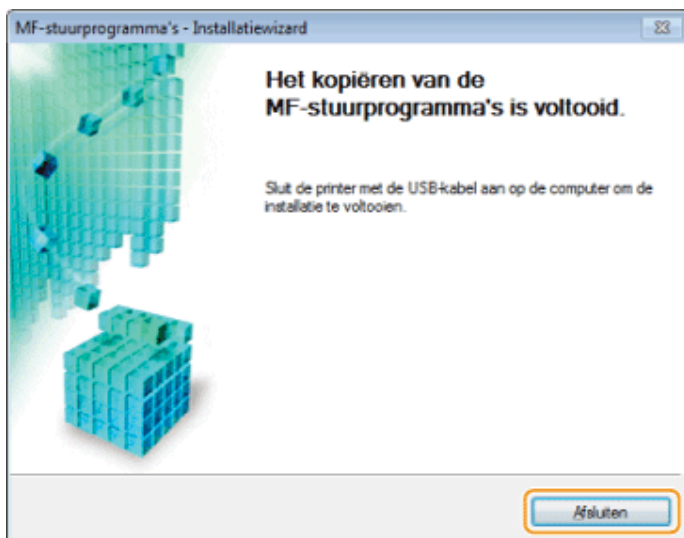 MF-stuurprogramma's - Installatiewizard
Het kopiëren van de
MF-stuurprogramma's is voltooid.
Sluit de printer met de USB-kabel aan op de computer om de
installatie te voltooien.
Afsluiten